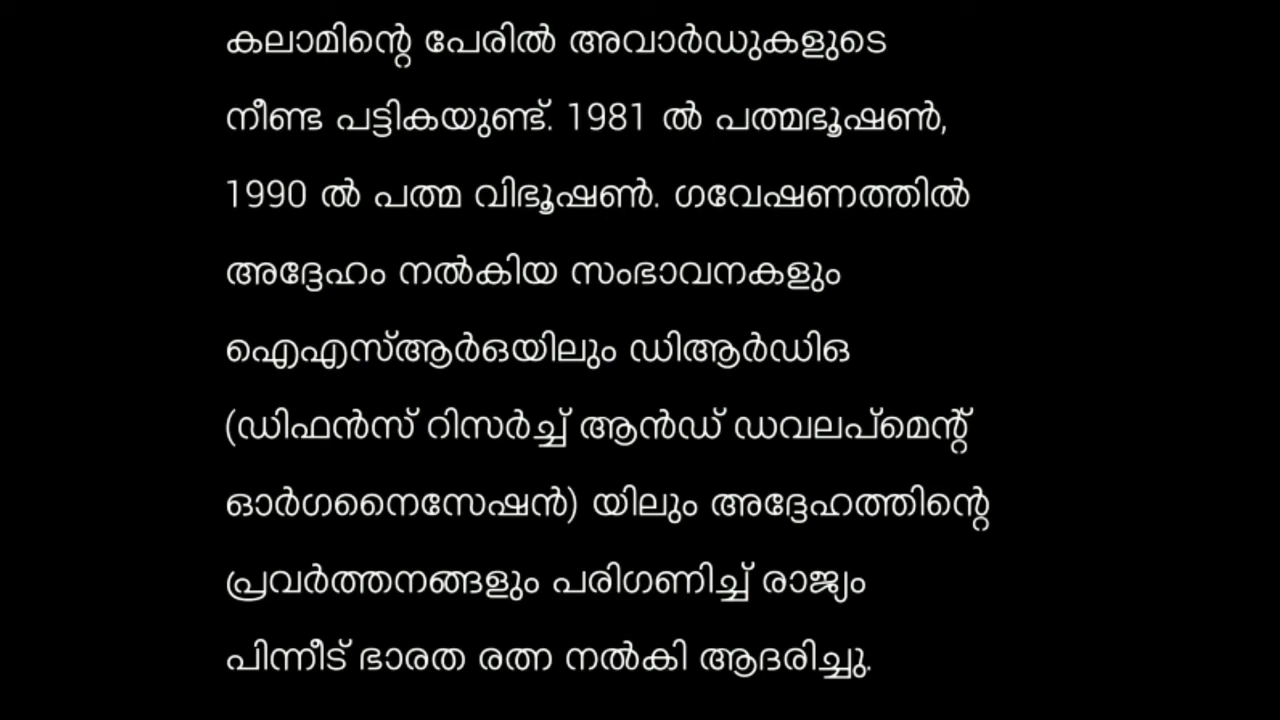 കലാമിന്റെ പേരിൽ അവാർഡുകളുടെ
നീണ്ട പട്ടികയുണ്ട്. 1981 ൽ പത്മഭൂഷൺ,
1990 ൽ പത്മ വിഭൂഷൺ. ഗവേഷണത്തിൽ
അദ്ദേഹം നൽകിയ സംഭാവനകളും
ഐഎസ്ആർഒയിലും ഡിആർഡിഒ
(ഡിഫൻസ് റിസർച്ച് ആൻഡ് ഡവലപ്മെന്റ്
ഓർഗനൈസേഷൻ) യിലും അദ്ദേഹത്തിന്റെ
പ്രവർത്തനങ്ങളും പരിഗണിച്ച് രാജ്യം
പിന്നീട് ഭാരത രത്ന നൽകി ആദരിച്ചു.